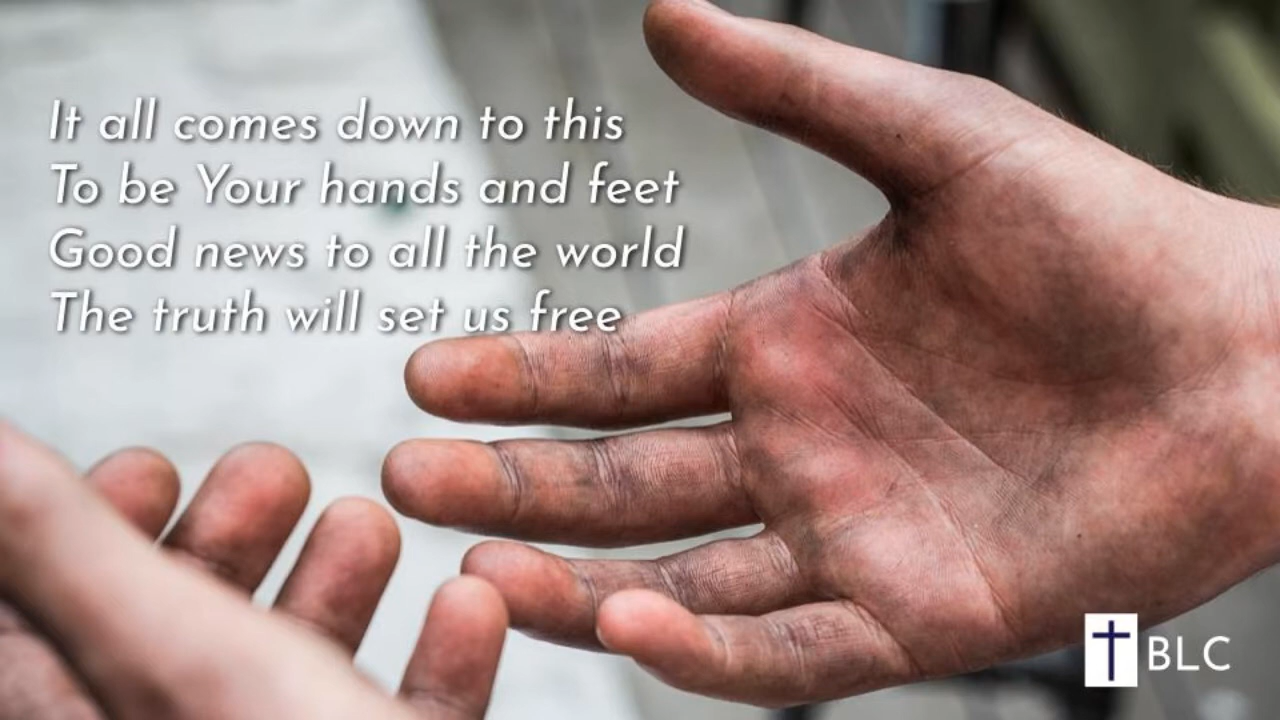 It all comes down to this
To be Your hands and feet
Good news to all the world
The truth will set us free
BLC